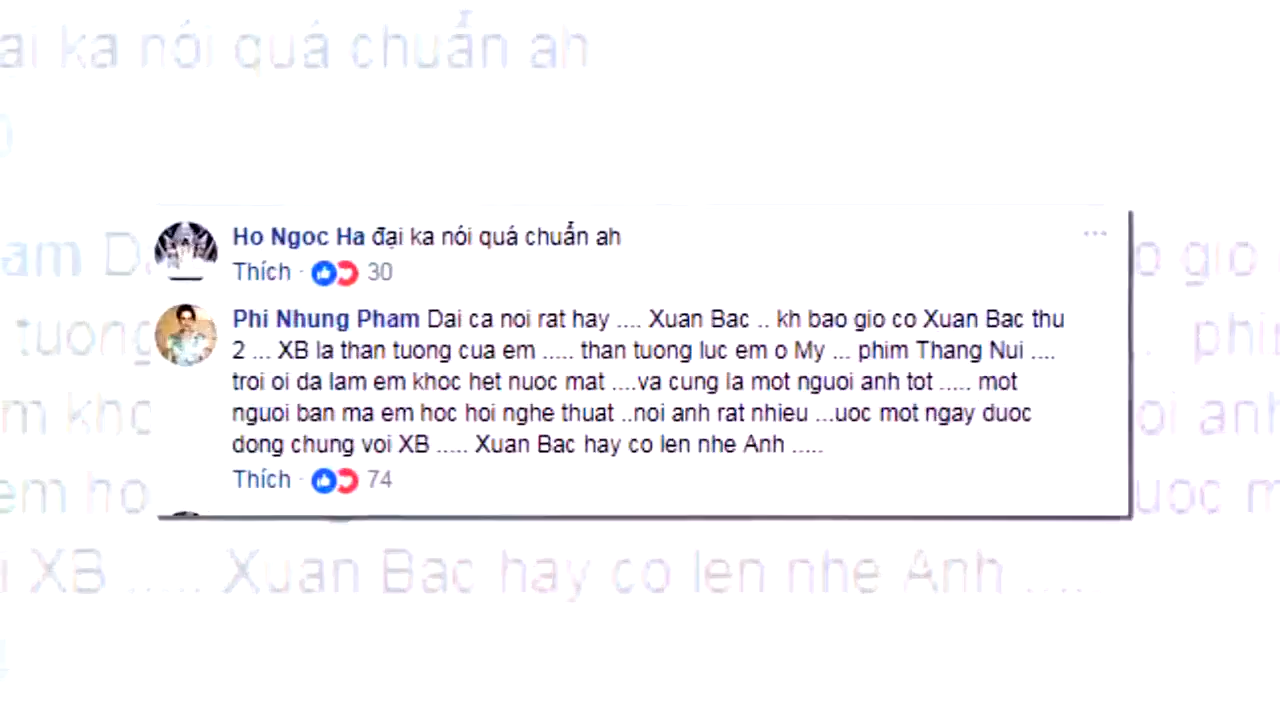 ai ka nói quá chuẩn ah
Ho Ngoc Ha đại ka nói quá chuẩn ah
Thích · 30
Phi Nhung Pham Dai ca noi rat hay .... Xuan Bac .. kh bao gio co Xuan Bac thu
2 ... XB la than tuong cua em ..... than tuong luc em o My ... phim Thang Nui ....
troi oi da lam em khoc het nuoc mat ....va cung la mot nguoi anh tot ..... mot
nguoi ban ma em hoc hoi nghe thuat ..noi anh rat nhieu ...uoc mot ngay duoc
dong chung voi XB ..... Xuan Bac hay co len nhe Anh .....
Thích · 74
XB ..... Xuan Bac hay co len nhe Anh ....